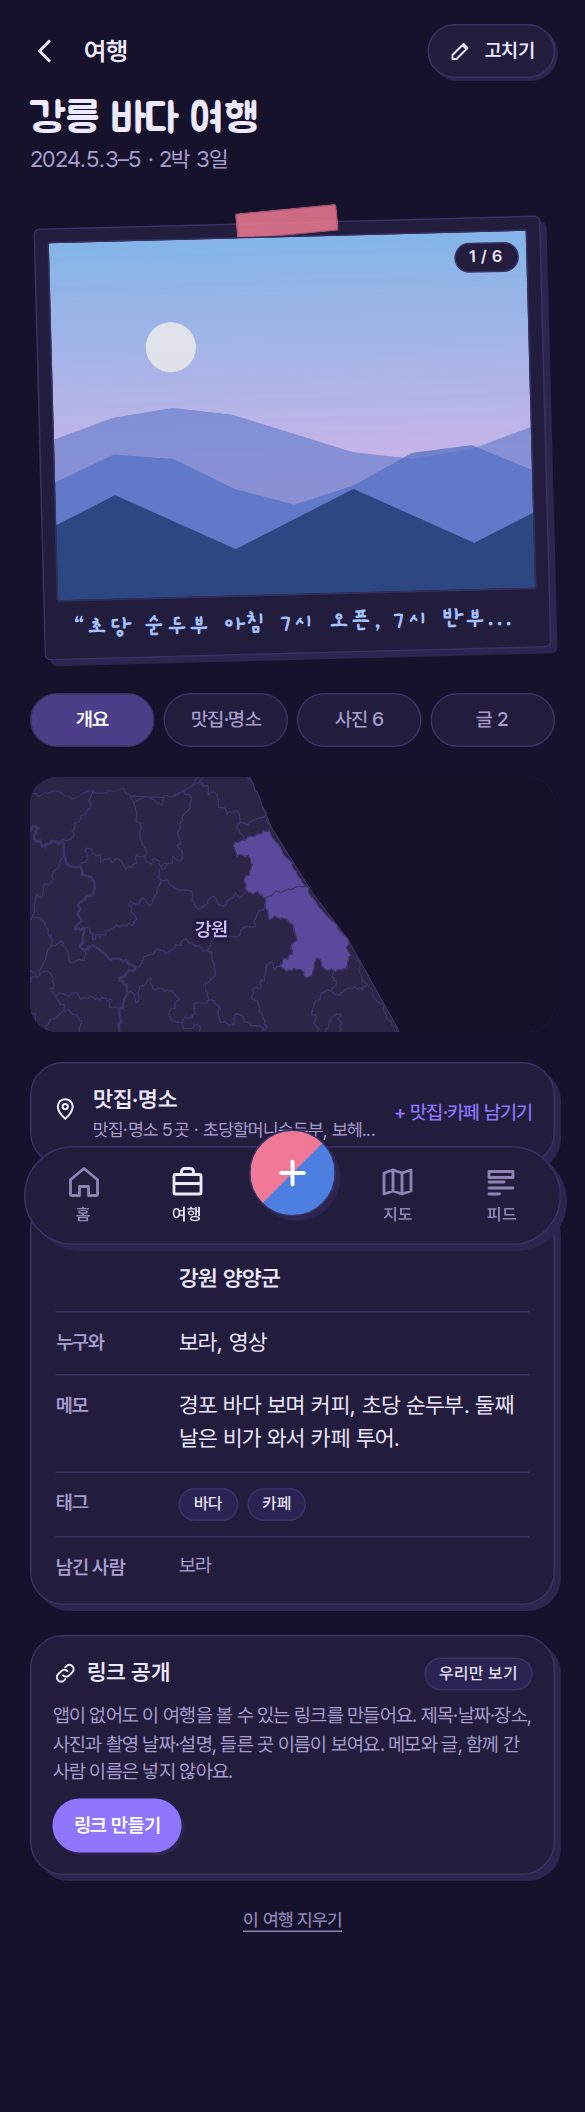 여행
고치기
강릉 바다 여행
2024.5.3–5 · 2박 3일
1 / 6
“초당 순두부 아침 7시 오픈, 7시 반부...
개요
맛집·명소
사진 6
글 2
강원
맛집·명소
+ 맛집·카페 남기기
맛집·명소 5곳 · 초당할머니순두부, 보헤...
홈
여행
지도
피드
강원 양양군
누구와
보라, 영상
메모
경포 바다 보며 커피, 초당 순두부. 둘째
날은 비가 와서 카페 투어.
태그
바다
카페
남긴 사람
보라
링크 공개
우리만 보기
앱이 없어도 이 여행을 볼 수 있는 링크를 만들어요. 제목·날짜·장소,
사진과 촬영 날짜·설명, 들른 곳 이름이 보여요. 메모와 글, 함께 간
사람 이름은 넣지 않아요.
링크 만들기
이 여행 지우기